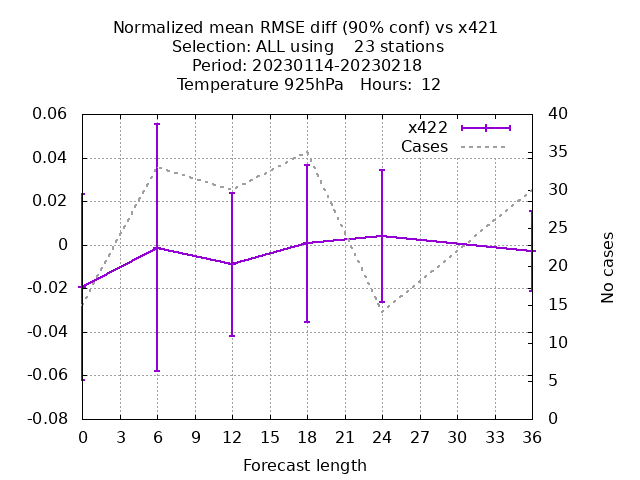 Normalized mean RMSE diff (90% conf) vs x421
Selection: ALL using    23 stations
Period: 20230114-20230218
Temperature 925hPa   Hours:  12
x422
Cases
0.06
0.04
0.02
0
-0.02
-0.04
-0.06
-0.08
40
35
30
25
20
15
10
5
0
No cases
0 3 6 9 12 15 18 21 24 27 30 33 36
Forecast length